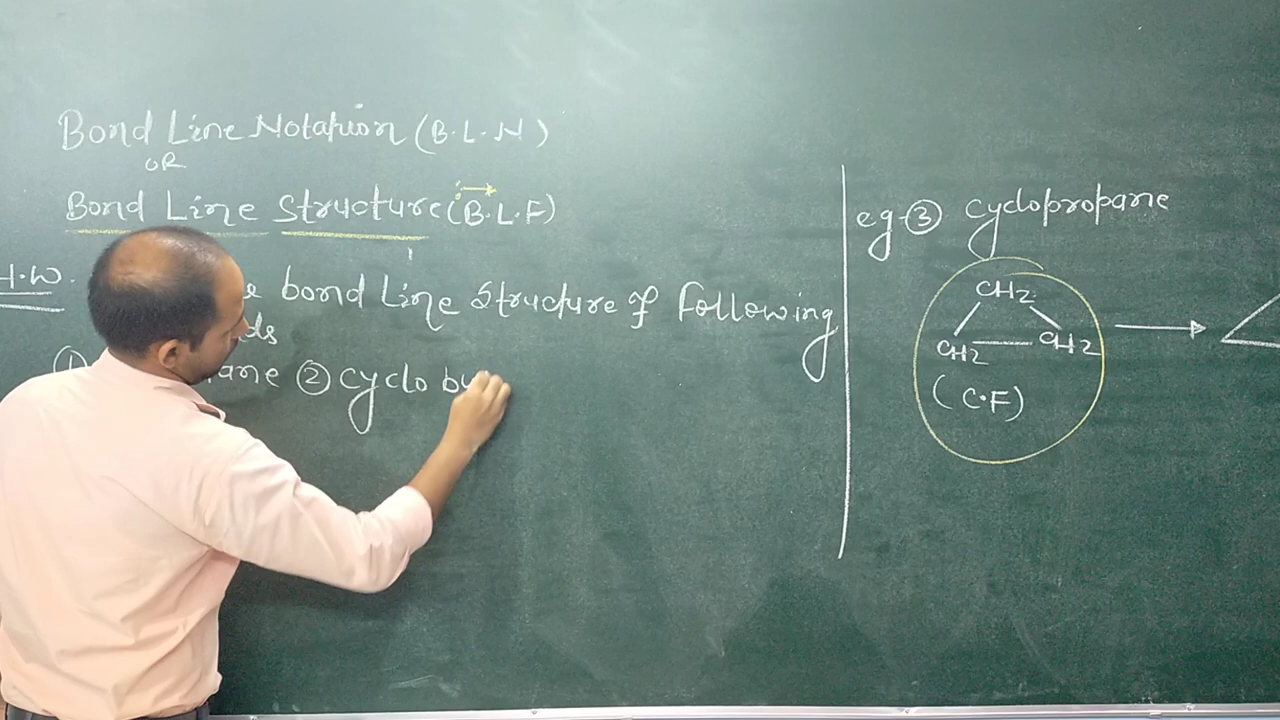 Bond Line Notation (B.L.N)
OR
Bond Line Structure (B.L.F)
H.W.
bond Line Structure of following
ds
① ane ② cyclo bu
eg-③ cyclopropane
CH2
CH2 CH2
(C.F)